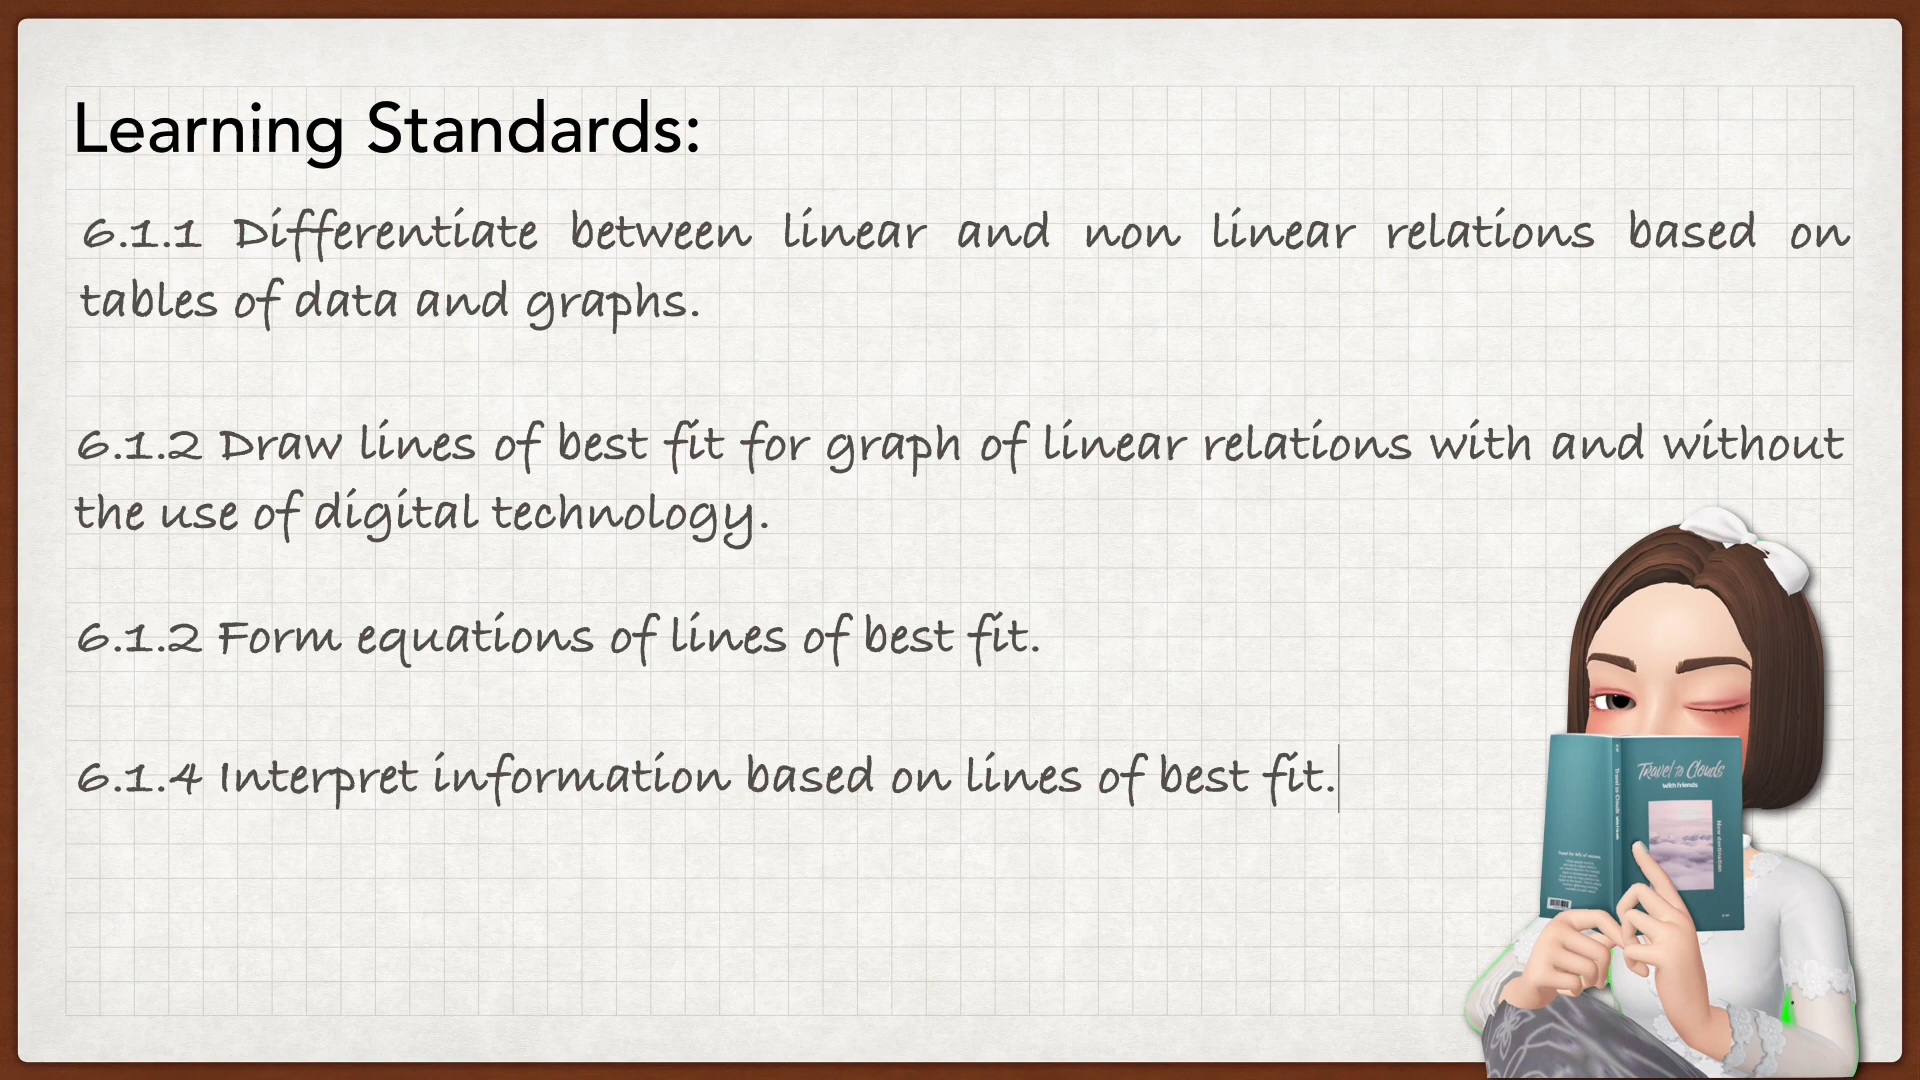 Learning Standards:
6.1.1 Differentiate between linear and non linear relations based on
tables of data and graphs.
6.1.2 Draw lines of best fit for graph of linear relations with and without
the use of digital technology.
6.1.2 Form equations of lines of best fit.
6.1.4 Interpret information based on lines of best fit.
Travel to Clouds
with friends